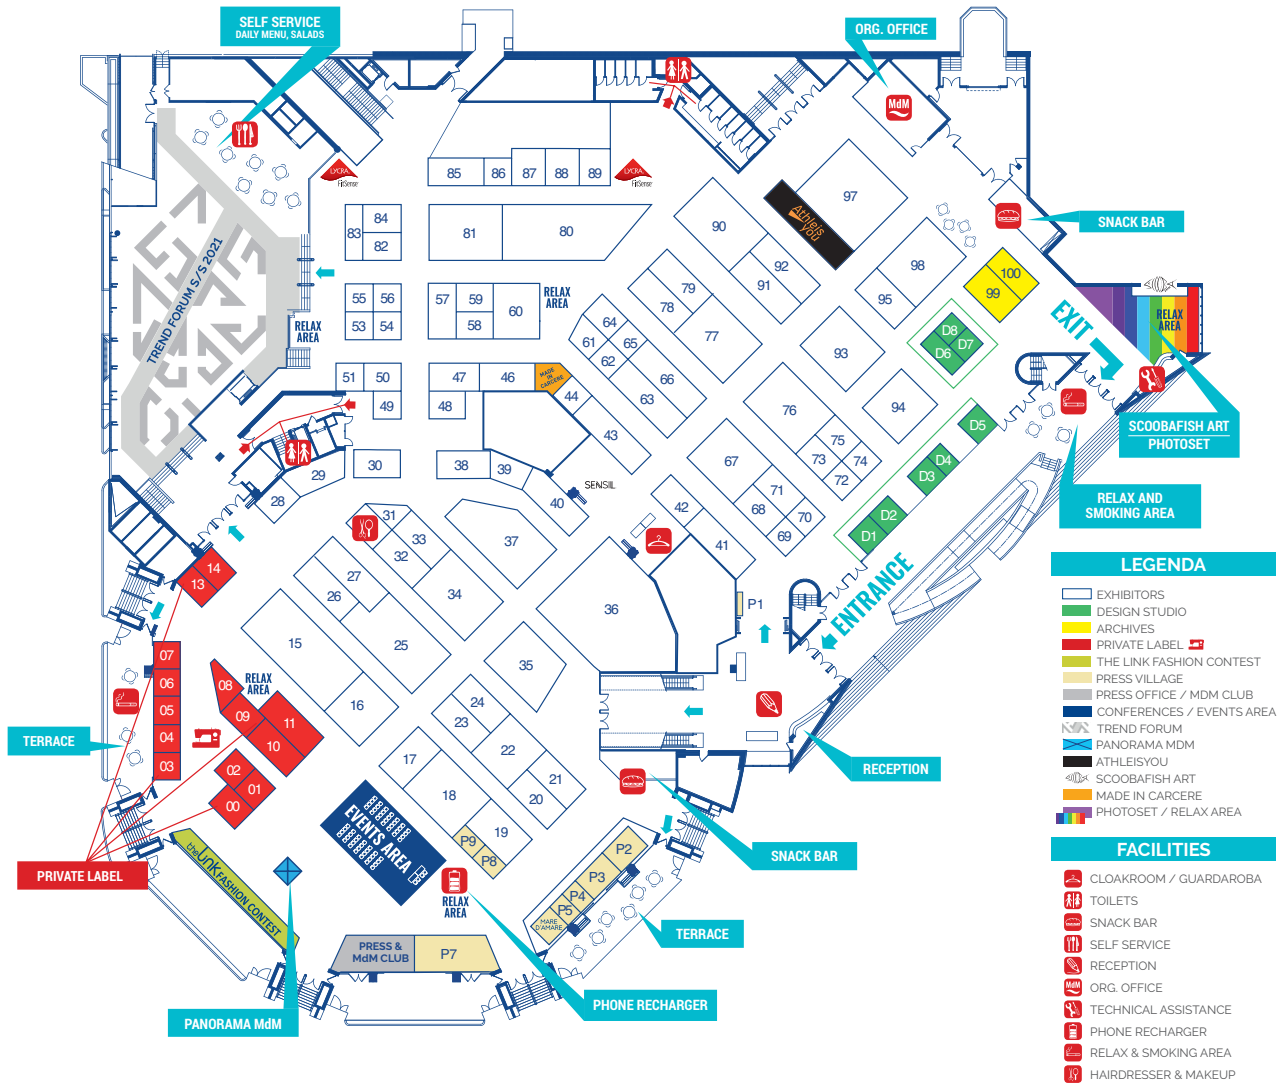 SELF SERVICE
DAILY MENU, SALADS
ORG. OFFICE
MdM
LYCRA
FitSense
LYCRA
FitSense
85
86
87
88
89
97
Athleis
you
SNACK BAR
84
83
82
81
80
90
92
91
98
100
99
95
TREND FORUM S/S 2021
RELAX
AREA
55
56
53
54
57
59
58
60
RELAX
AREA
79
78
77
64
61
65
62
66
63
93
D8
D7
D6
EXIT
RELAX
AREA
SCOOBAFISH ART
PHOTOSET
51
50
49
47
46
48
MADE
IN
CARCERE
44
43
76
94
D5
75
74
73
72
D4
D3
67
71
68
70
69
D2
D1
RELAX AND
SMOKING AREA
30
29
28
38
39
40
SENSIL
42
41
31
33
32
37
34
27
26
25
36
35
P1
ENTRANCE
14
13
15
16
07
06
05
04
03
08
09
11
10
RELAX
AREA
02
01
00
TERRACE
24
23
22
21
20
17
18
19
P9
P8
RECEPTION
EVENTS AREA
SNACK BAR
PRIVATE LABEL
the LINK FASHION CONTEST
RELAX
AREA
P2
P3
P4
P5
MARE
D'AMARE
TERRACE
PRESS &
MdM CLUB
P7
PANORAMA MdM
PHONE RECHARGER
LEGENDA
EXHIBITORS
DESIGN STUDIO
ARCHIVES
PRIVATE LABEL
THE LINK FASHION CONTEST
PRESS VILLAGE
PRESS OFFICE / MDM CLUB
CONFERENCES / EVENTS AREA
TREND FORUM
PANORAMA MDM
ATHLEISYOU
SCOOBAFISH ART
MADE IN CARCERE
PHOTOSET / RELAX AREA
FACILITIES
CLOAKROOM / GUARDAROBA
TOILETS
SNACK BAR
SELF SERVICE
RECEPTION
MdM
ORG. OFFICE
TECHNICAL ASSISTANCE
PHONE RECHARGER
RELAX & SMOKING AREA
HAIRDRESSER & MAKEUP